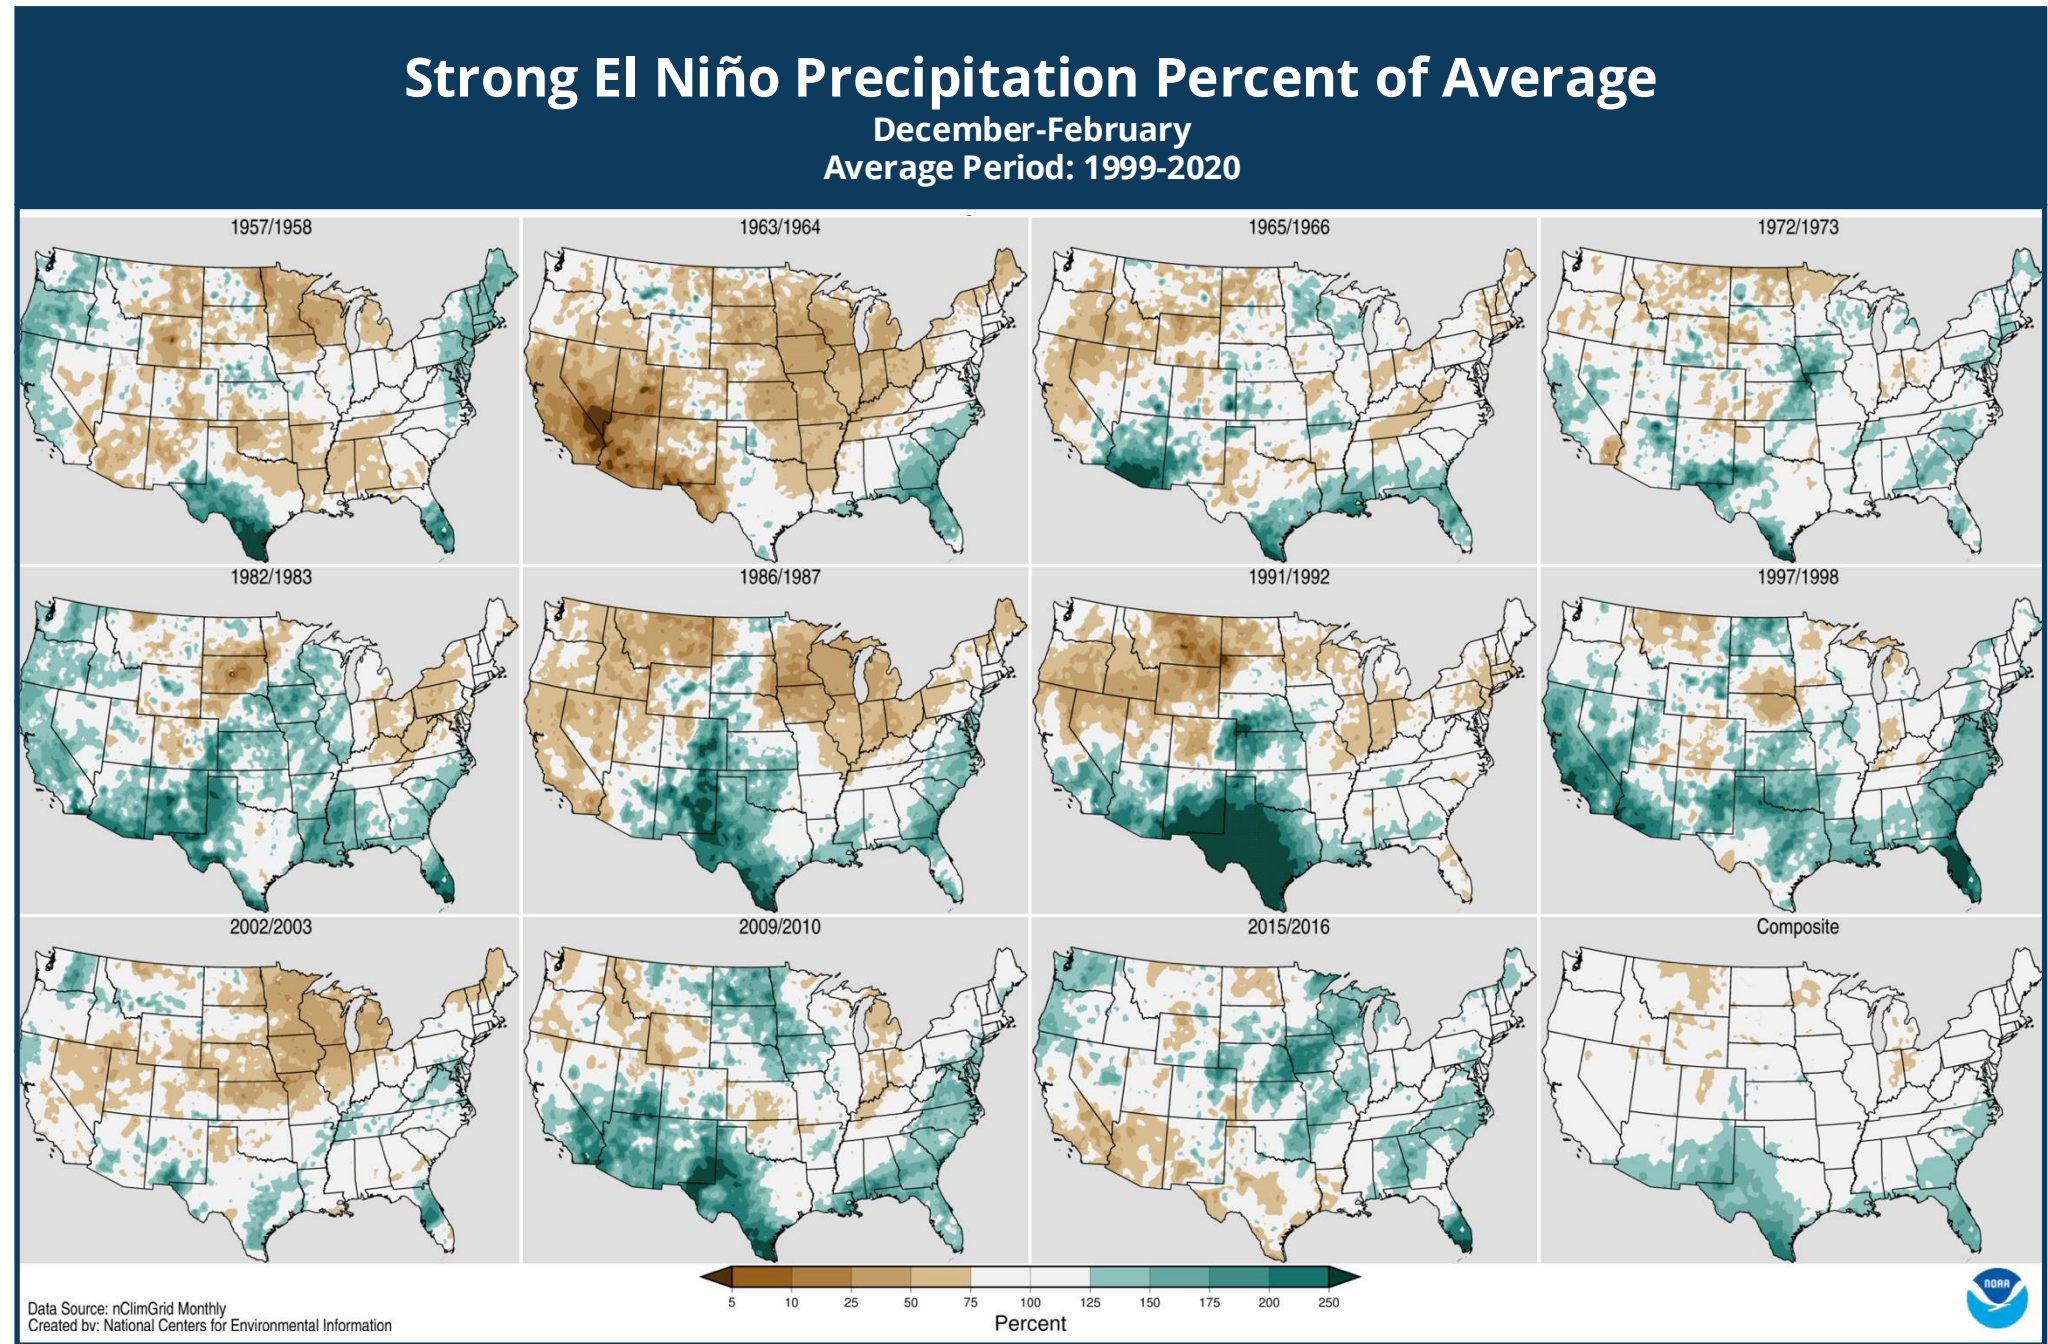 Strong El Niño Precipitation Percent of Average
December-February
Average Period: 1999-2020
1957/1958
1963/1964
1965/1966
1972/1973
1982/1983
1986/1987
1991/1992
1997/1998
2002/2003
2009/2010
2015/2016
Composite
5 10 25 50 75 100 125 150 175 200 250
Percent
Data Source: nClimGrid Monthly
Created by: National Centers for Environmental Information
NOAA